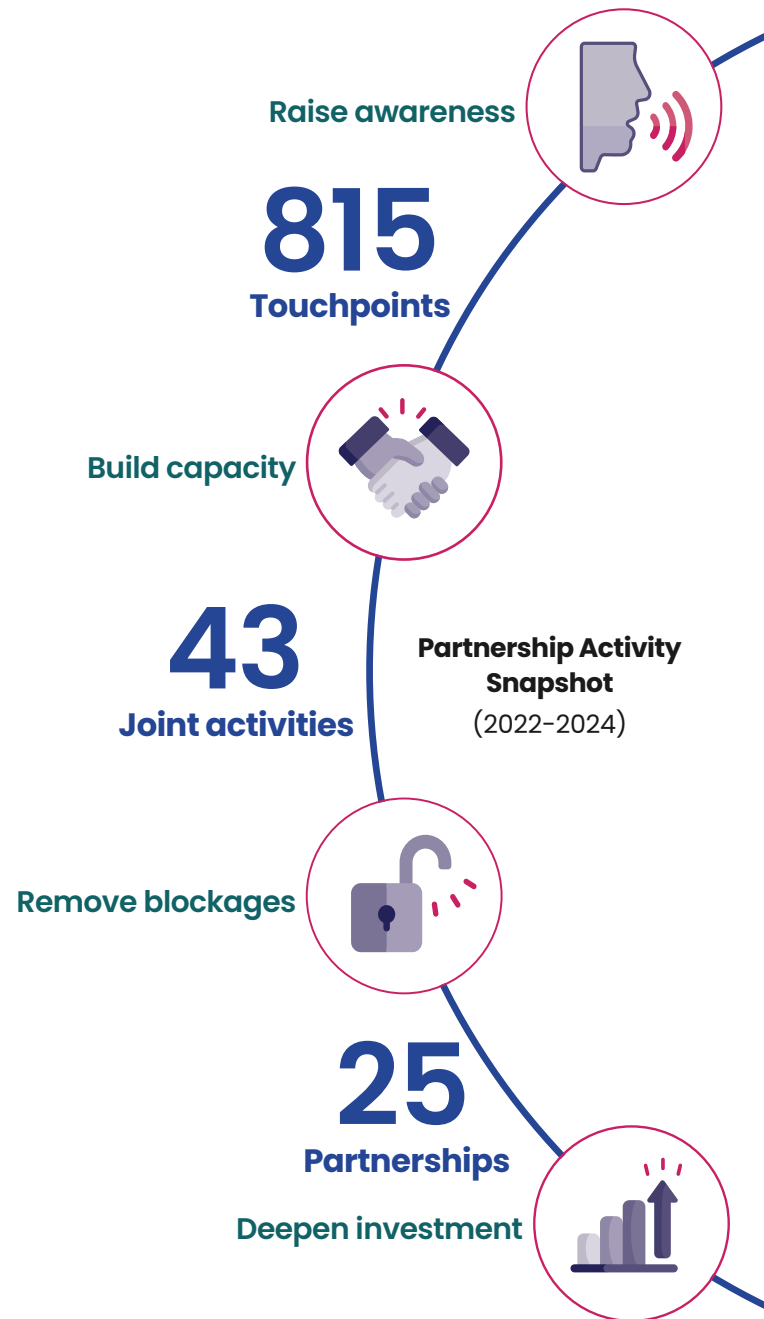 Raise awareness
815
Touchpoints
Build capacity
43
Joint activities
Partnership Activity
Snapshot
(2022-2024)
Remove blockages
25
Partnerships
Deepen investment